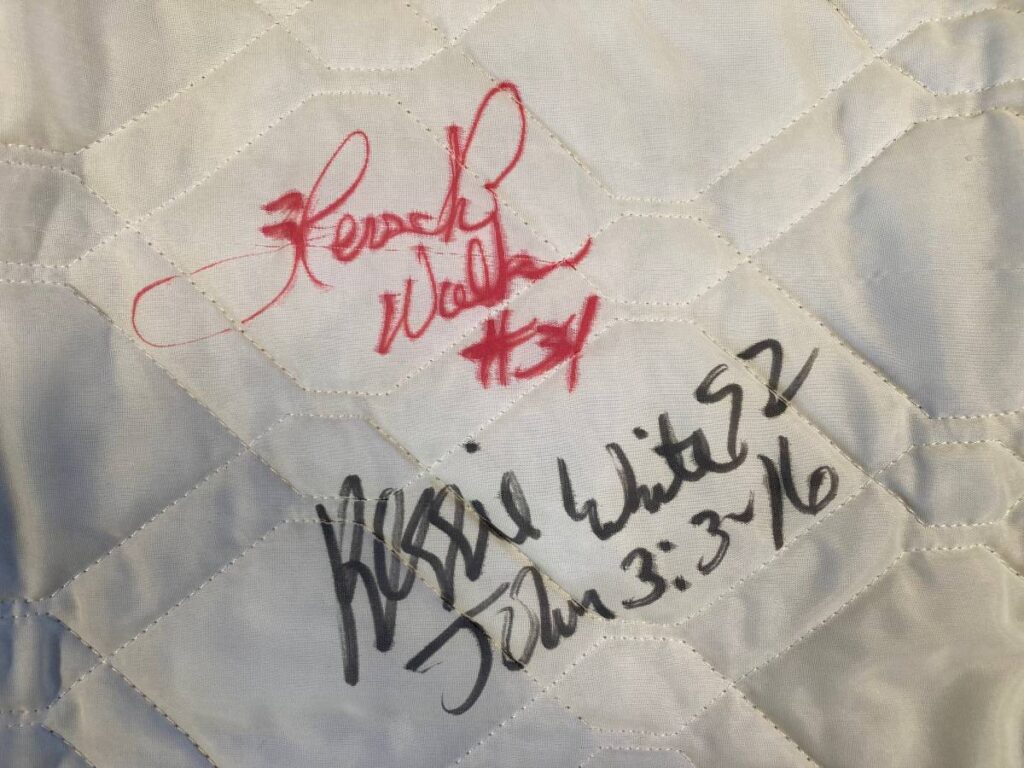 Herschel
Walker
#34
Reggie White 92
John 3:3-16